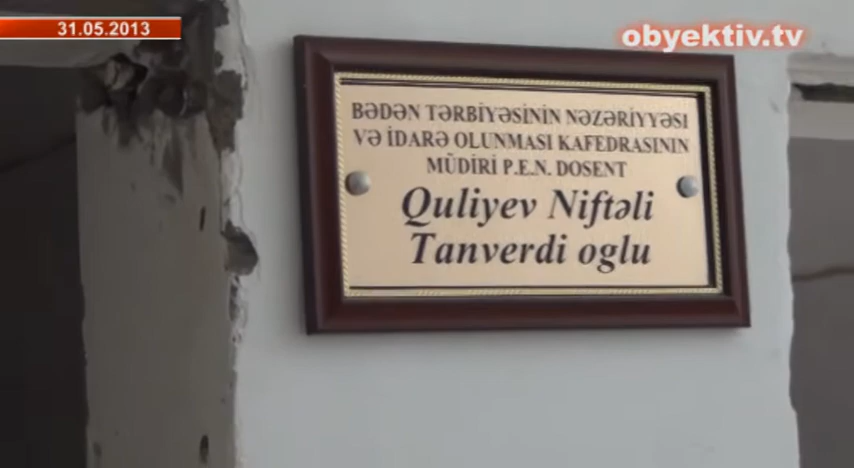 31.05.2013
obyektiv.tv
BƏDƏN TƏRBİYƏSİNİN NƏZƏRİYYƏSI
VƏ İDARƏ OLUNMASI KAFEDRASININ
MÜDİRİ P.E.N. DOSENT
Quliyev Niftəli
Tanverdi oglu